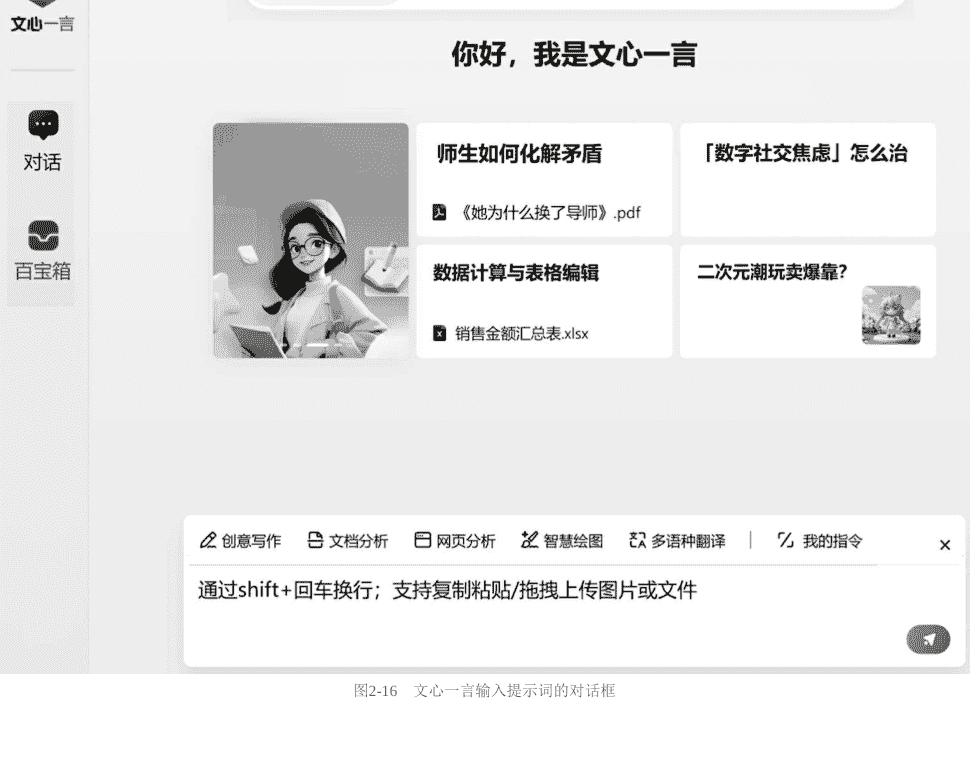 文心一言
你好，我是文心一言
对话
百宝箱
师生如何化解矛盾
《她为什么换了导师》.pdf
「数字社交焦虑」怎么治
数据计算与表格编辑
销售金额汇总表.xlsx
二次元潮玩卖爆靠？
创意写作 文档分析 网页分析 智慧绘图 多语种翻译 | 我的指令 ×
通过shift+回车换行；支持复制粘贴/拖拽上传图片或文件
图2-16 文心一言输入提示词的对话框